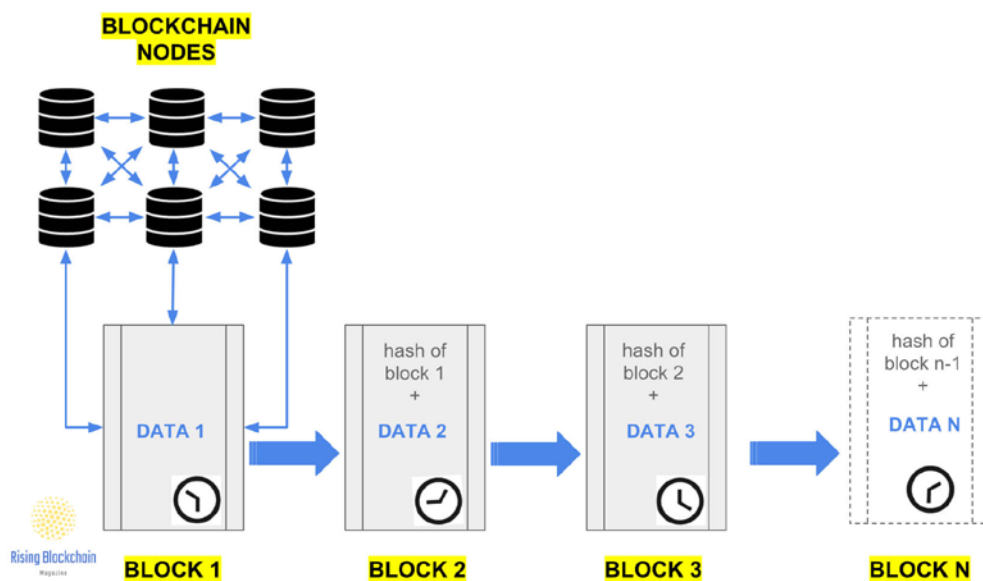 BLOCKCHAIN
NODES
DATA 1
hash of
block 1
+
DATA 2
hash of
block 2
+
DATA 3
hash of
block n-1
+
DATA N
Rising Blockchain
Magazine
BLOCK 1
BLOCK 2
BLOCK 3
BLOCK N